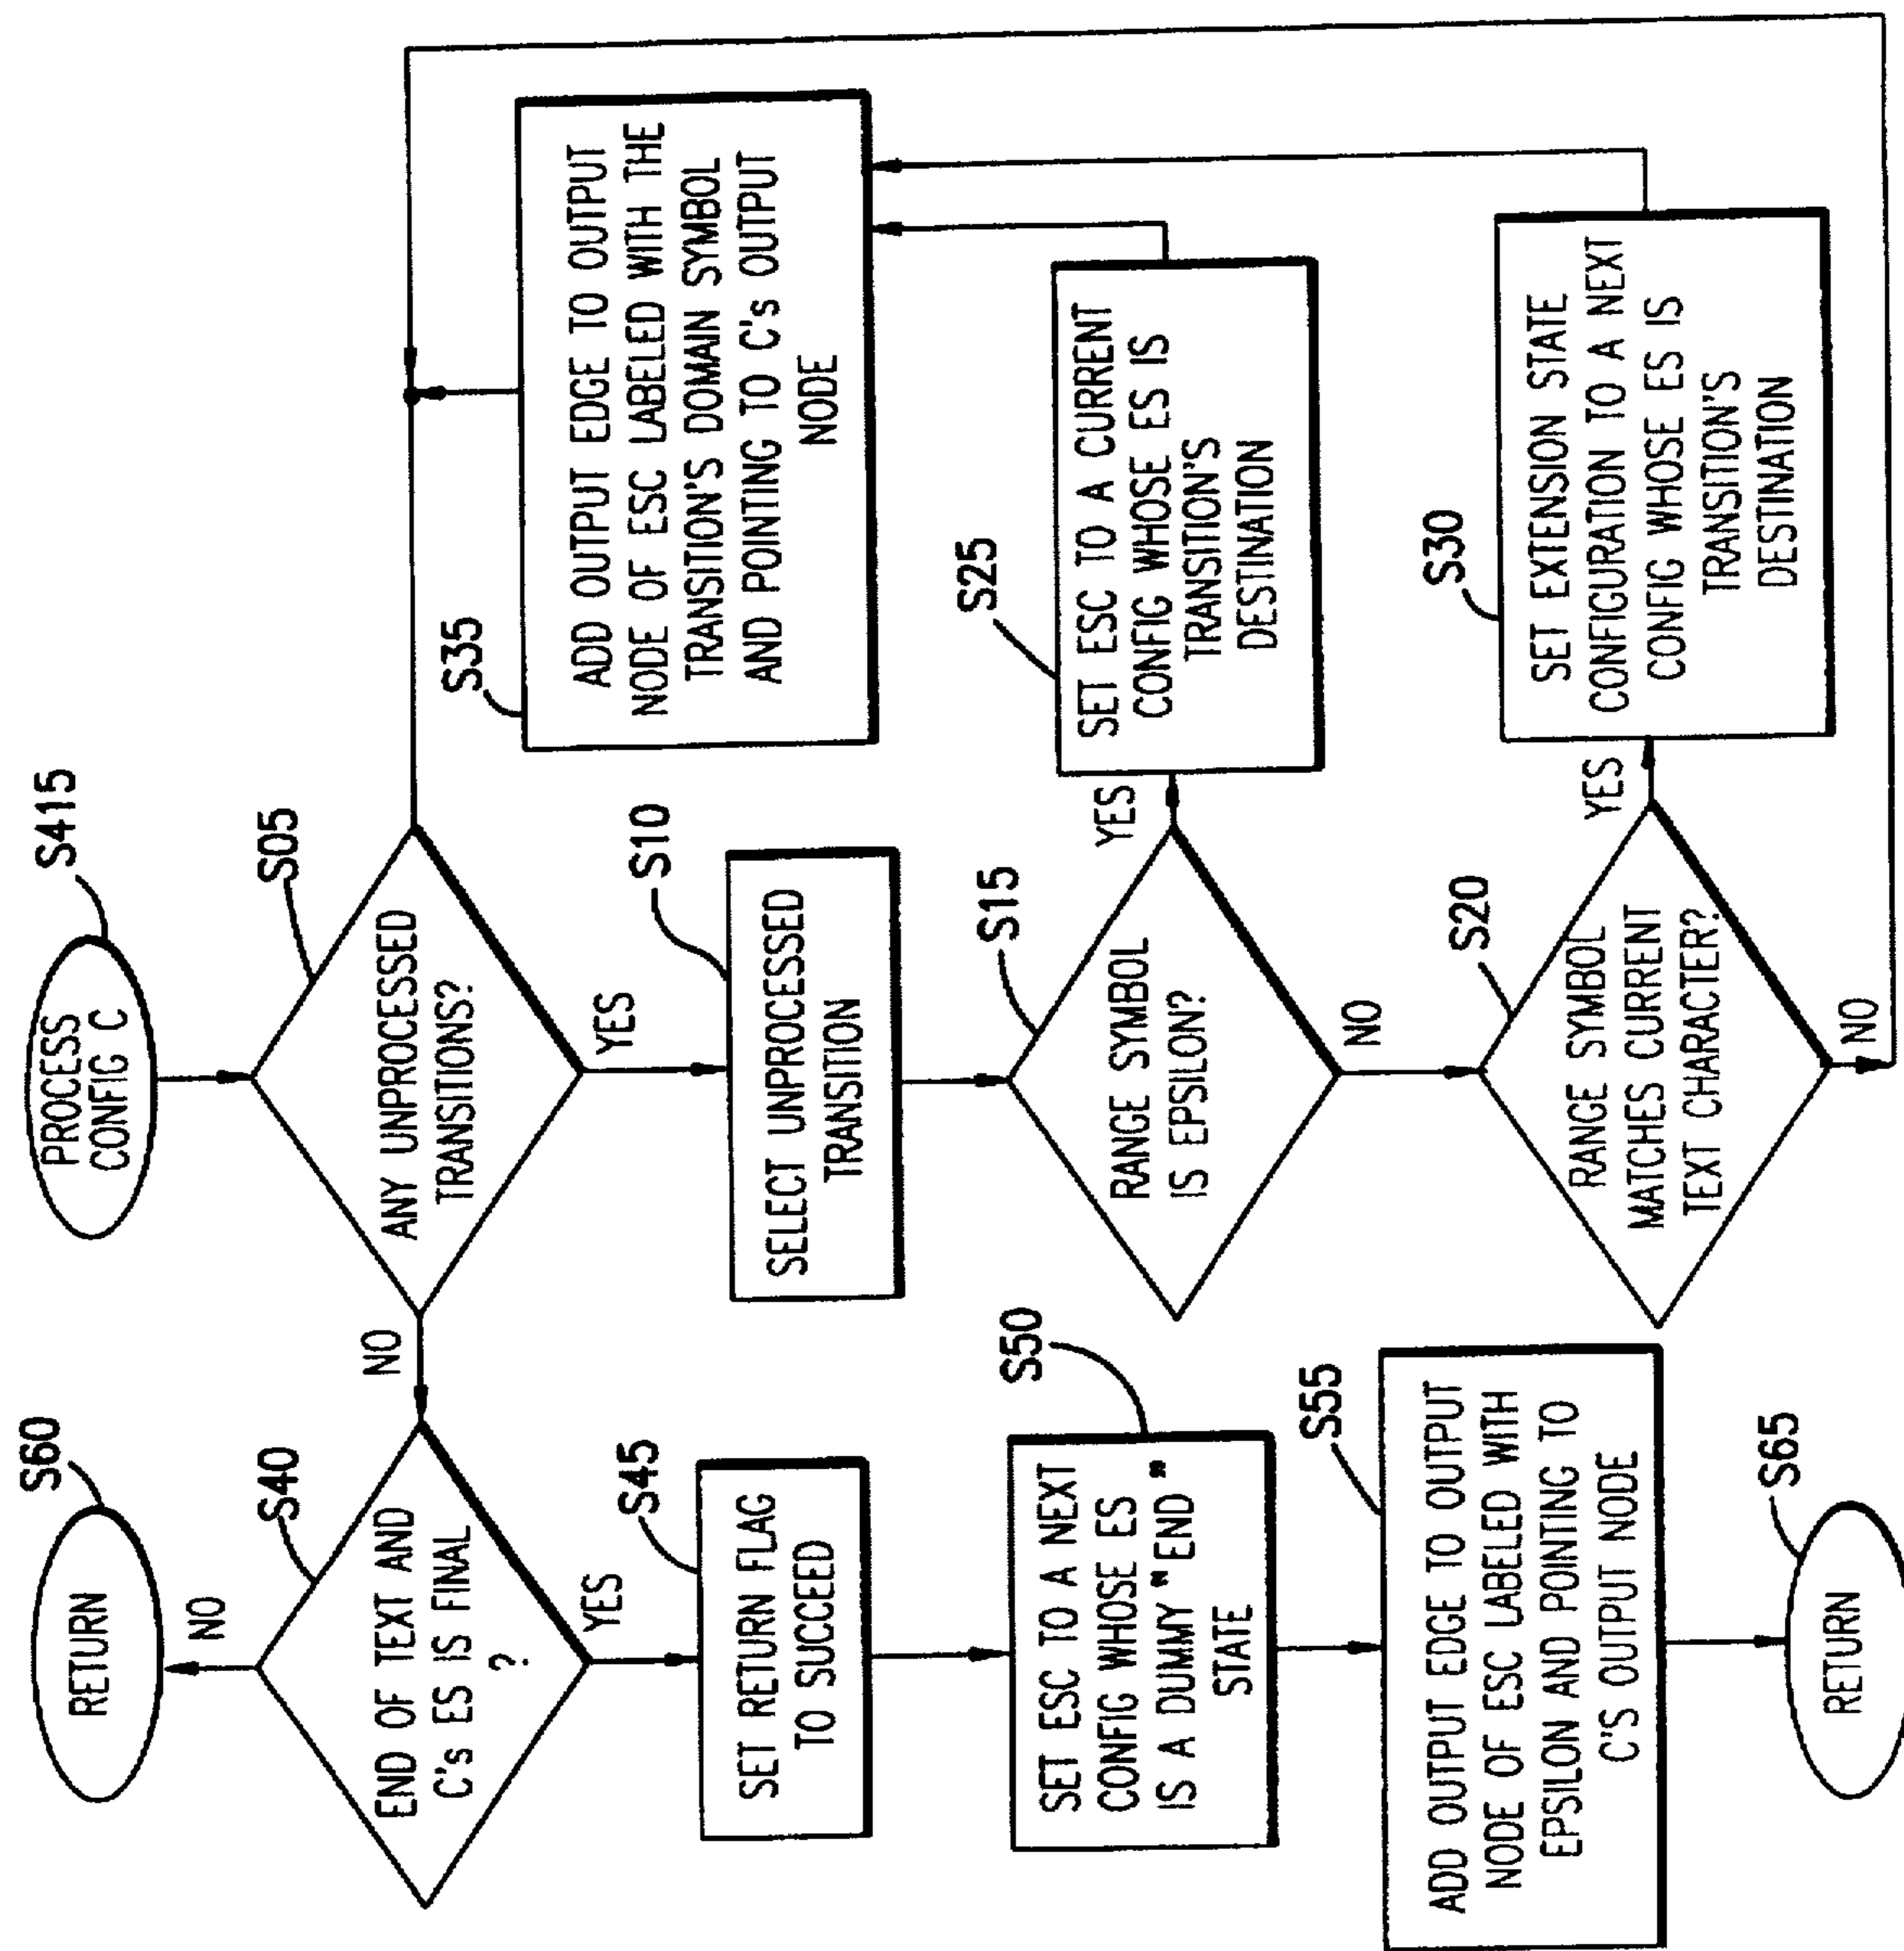 S415
PROCESS
CONFIG C
S05
ANY UNPROCESSED
TRANSITIONS?
YES
NO
S10
SELECT UNPROCESSED
TRANSITION
S15
RANGE SYMBOL
IS EPSILON?
YES
NO
S20
RANGE SYMBOL
MATCHES CURRENT
TEXT CHARACTER?
YES
NO
S25
SET ESC TO A CURRENT
CONFIG WHOSE ES IS
TRANSITION'S
DESTINATION
S30
SET EXTENSION STATE
CONFIGURATION TO A NEXT
CONFIG WHOSE ES IS
TRANSITION'S
DESTINATION
S35
ADD OUTPUT EDGE TO OUTPUT
NODE OF ESC LABELED WITH THE
TRANSITION'S DOMAIN SYMBOL
AND POINTING TO C's OUTPUT
NODE
S60
RETURN
NO
S40
END OF TEXT AND
C's ES IS FINAL
?
YES
S45
SET RETURN FLAG
TO SUCCEED
S50
SET ESC TO A NEXT
CONFIG WHOSE ES
IS A DUMMY "END"
STATE
S55
ADD OUTPUT EDGE TO OUTPUT
NODE OF ESC LABELED WITH
EPSILON AND POINTING TO
C'S OUTPUT NODE
S65
RETURN